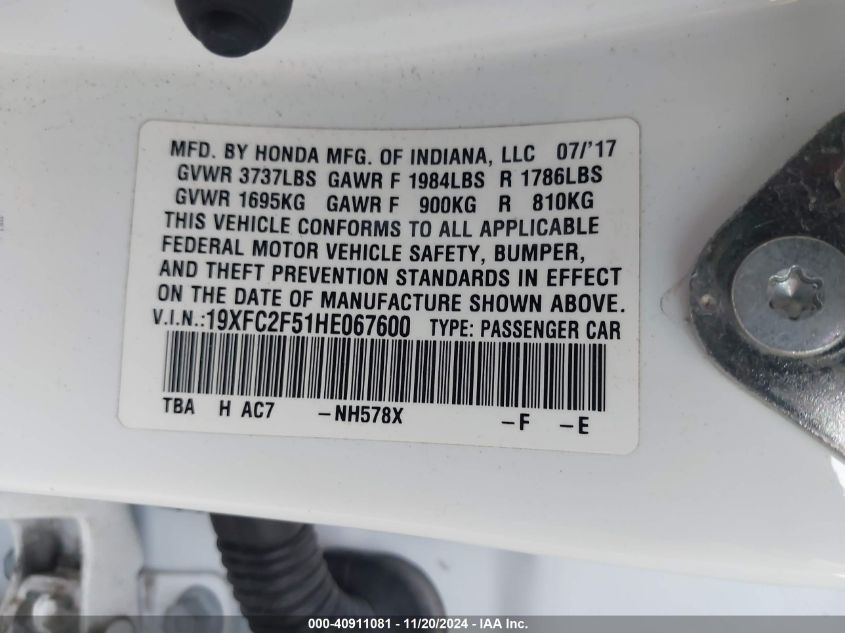 MFD. BY HONDA MFG. OF INDIANA, LLC 07/'17
GVWR 3737LBS GAWR F 1984LBS R 1786LBS
GVWR 1695KG GAWR F 900KG R 810KG
THIS VEHICLE CONFORMS TO ALL APPLICABLE
FEDERAL MOTOR VEHICLE SAFETY, BUMPER,
AND THEFT PREVENTION STANDARDS IN EFFECT
ON THE DATE OF MANUFACTURE SHOWN ABOVE.
V.I.N.:19XFC2F51HE067600 TYPE: PASSENGER CAR
TBA H AC7 -NH578X -F -E
000-40911081 - 11/20/2024 - IAA Inc.